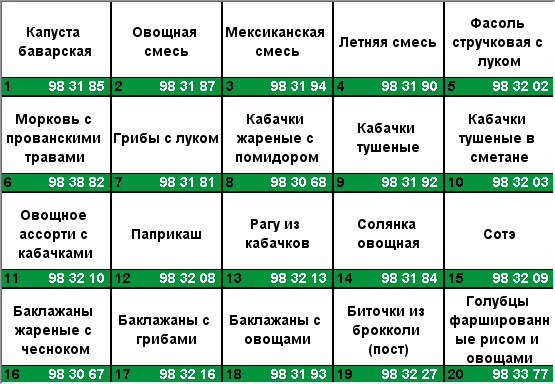 Капуста
баварская
1 98 31 85
Овощная
смесь
2 98 31 87
Мексиканская
смесь
3 98 31 94
Летняя смесь
4 98 31 90
Фасоль
стручковая с
луком
5 98 32 02
Морковь с
прованскими
травами
6 98 38 82
Грибы с луком
7 98 31 81
Кабачки
жареные с
помидором
8 98 30 68
Кабачки
тушеные
9 98 31 92
Кабачки
тушеные в
сметане
10 98 32 03
Овощное
ассорти с
кабачками
11 98 32 10
Паприкаш
12 98 32 08
Рагу из
кабачков
13 98 32 13
Солянка
овощная
14 98 31 84
Сотэ
15 98 32 09
Баклажаны
жареные с
чесноком
16 98 30 67
Баклажаны с
грибами
17 98 32 16
Баклажаны с
овощами
18 98 31 93
Биточки из
брокколи
(пост)
19 98 32 27
Голубцы
фаршированн
ые рисом и
овощами
20 98 33 77